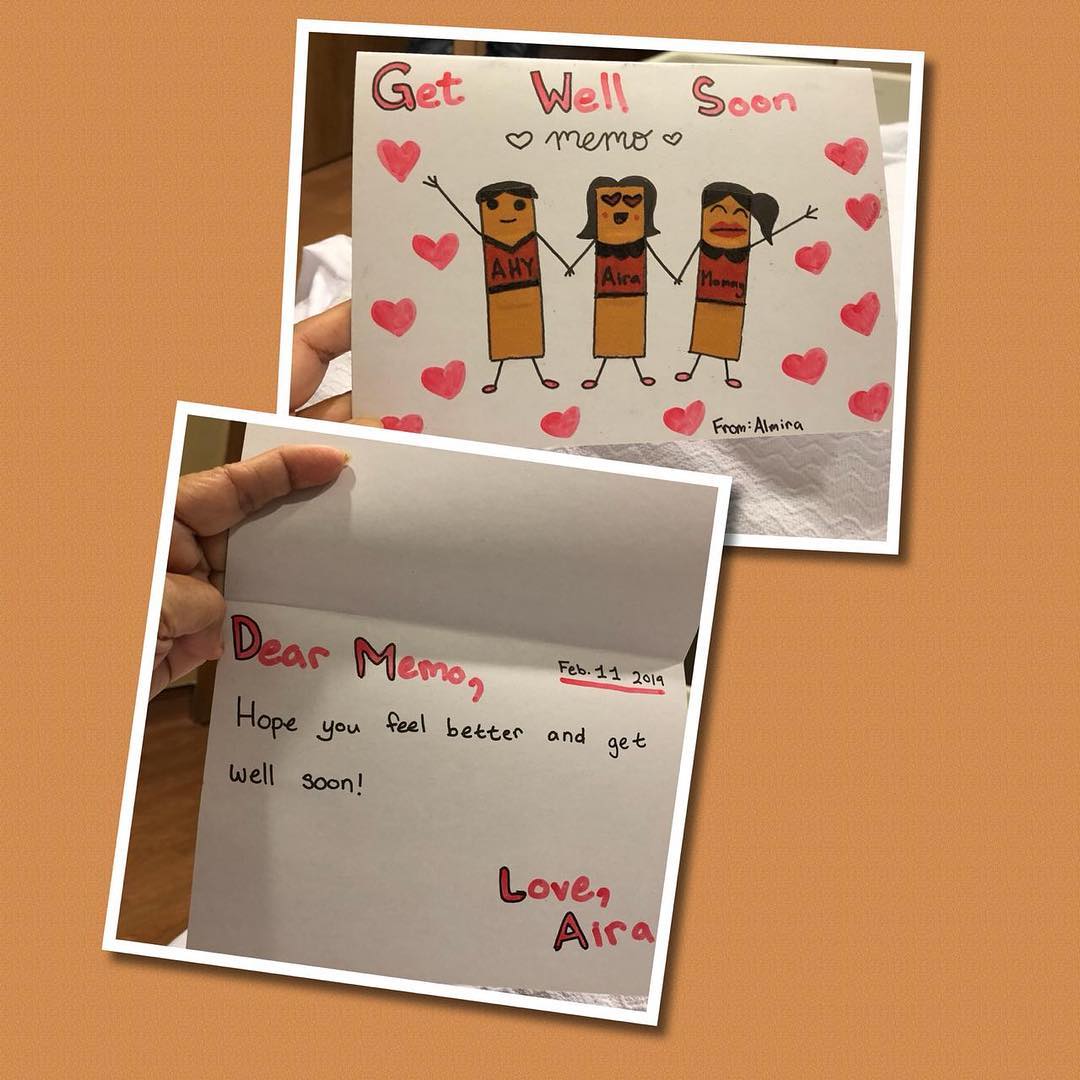 Get Well Soon
memo
AHY
Aira
Mommy
From: Almira
Dear Memo,
Feb. 11 2019
Hope you feel better and get
well soon!
Love,
Aira